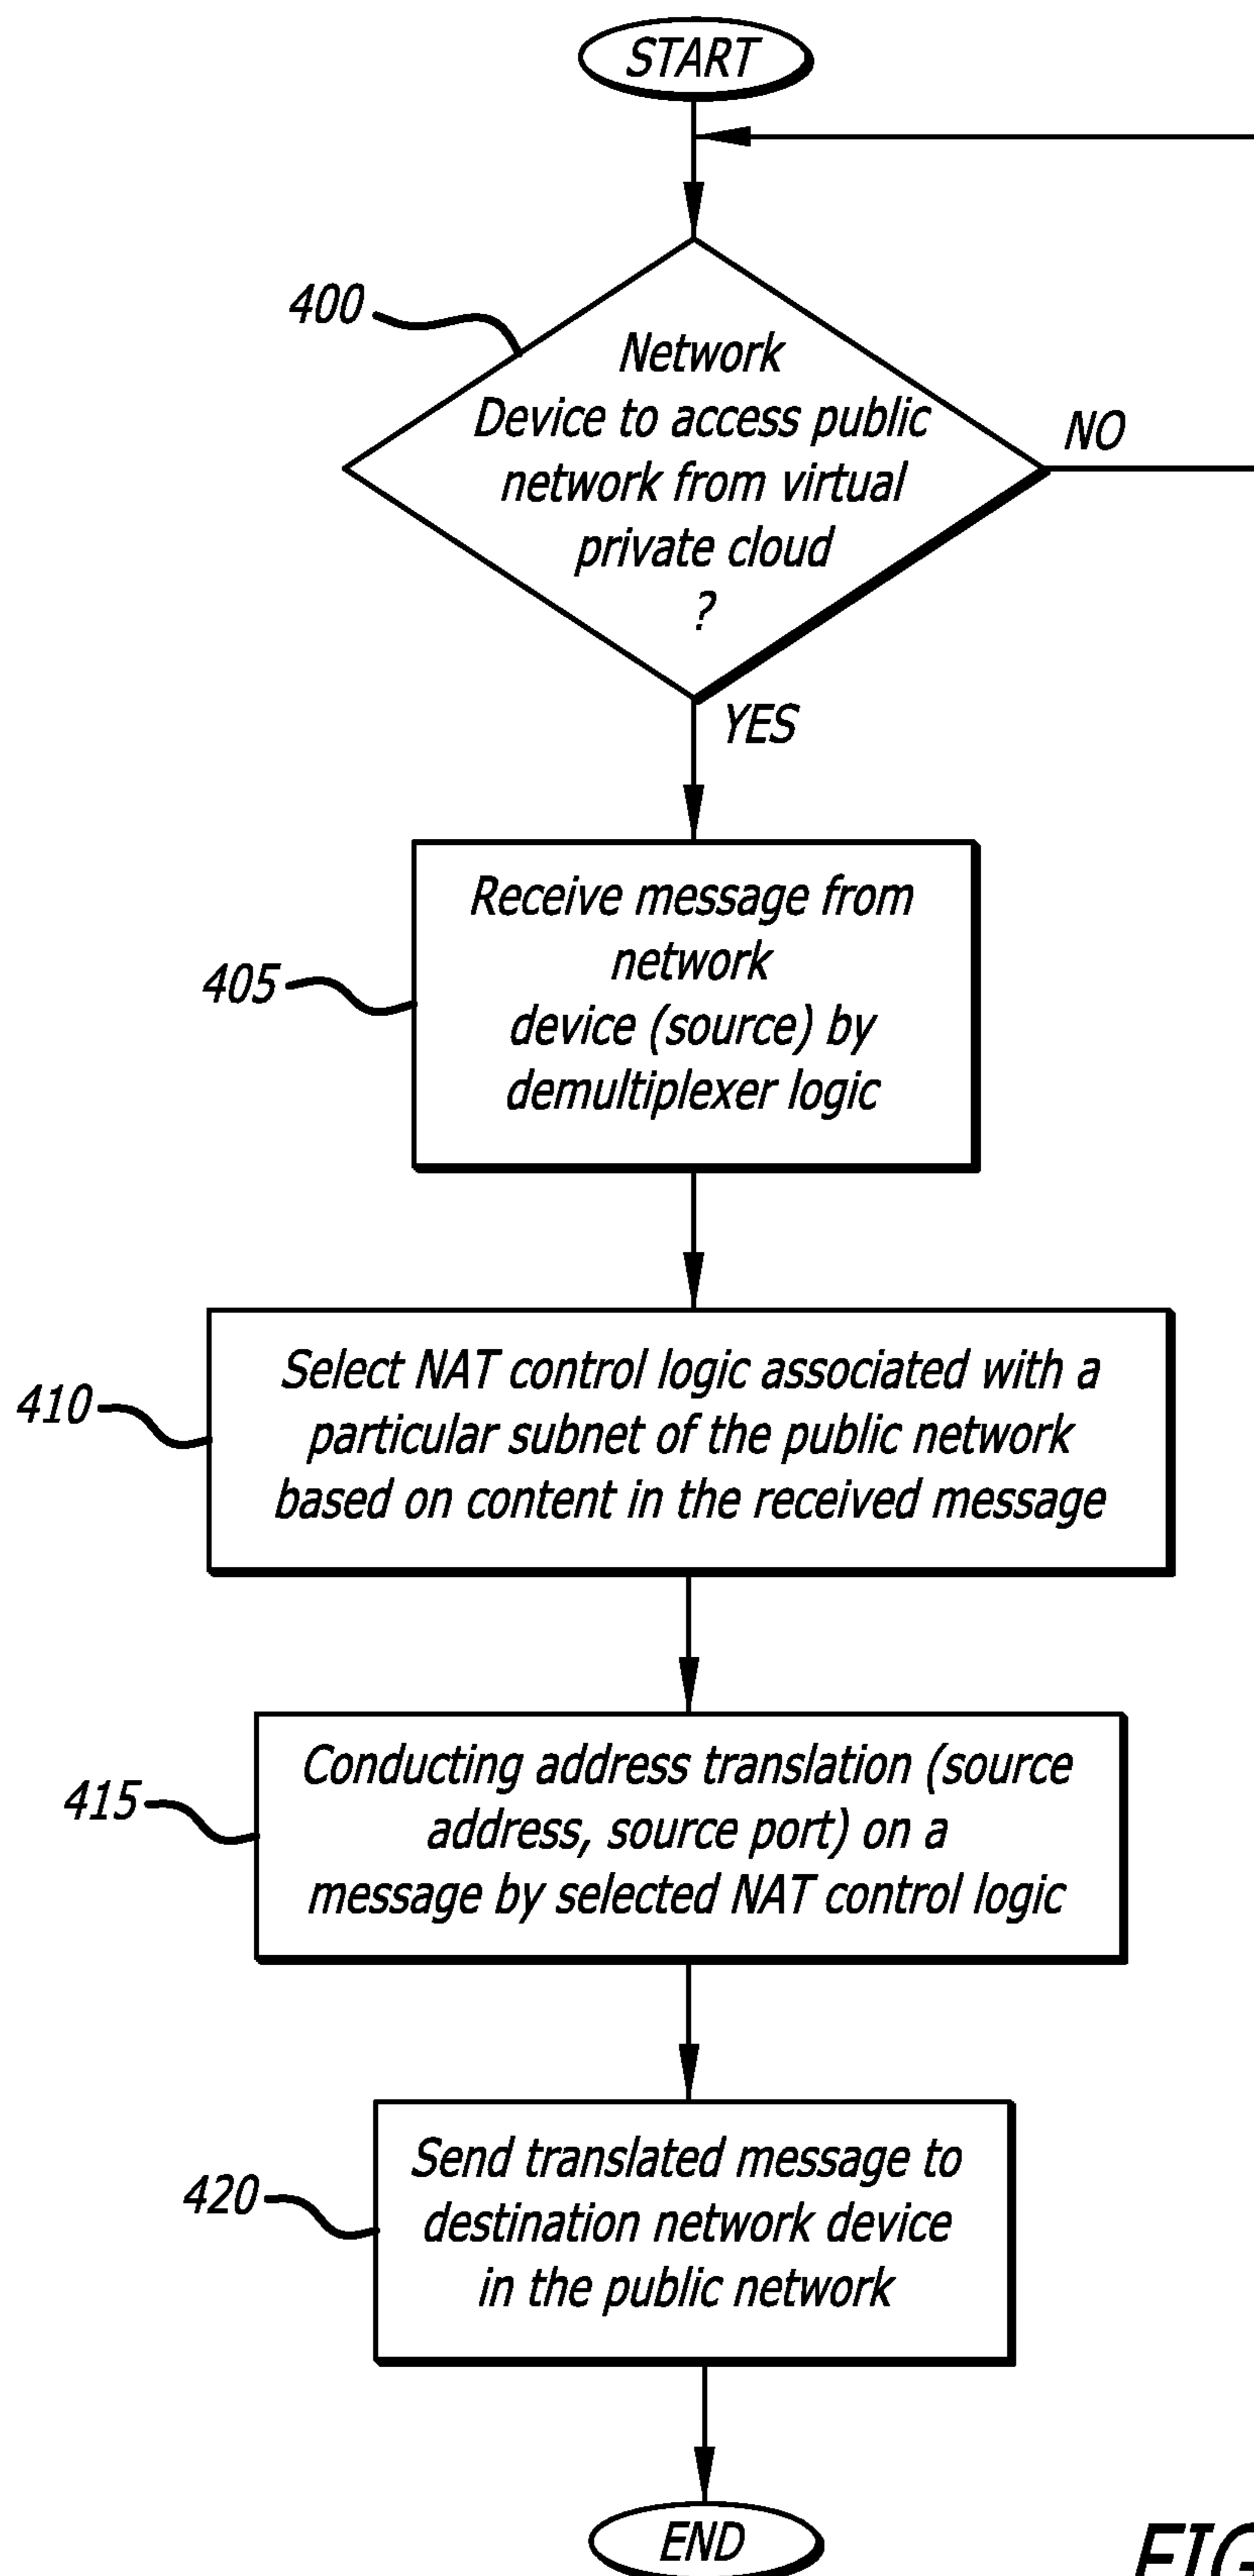 START
400
Network
Device to access public
network from virtual
private cloud
?
NO
YES
405
Receive message from
network
device (source) by
demultiplexer logic
410
Select NAT control logic associated with a
particular subnet of the public network
based on content in the received message
415
Conducting address translation (source
address, source port) on a
message by selected NAT control logic
420
Send translated message to
destination network device
in the public network
END